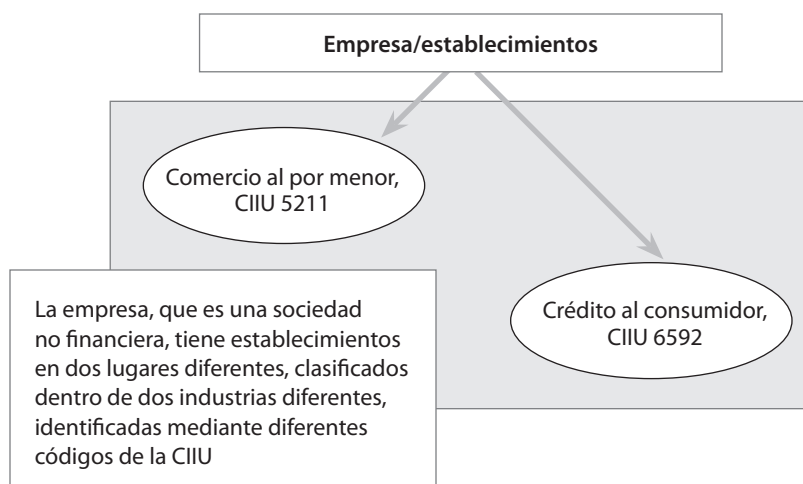 Empresa/establecimientos
Comercio al por menor,
CIIU 5211
Crédito al consumidor,
CIIU 6592
La empresa, que es una sociedad
no financiera, tiene establecimientos
en dos lugares diferentes, clasificados
dentro de dos industrias diferentes,
identificadas mediante diferentes
códigos de la CIIU